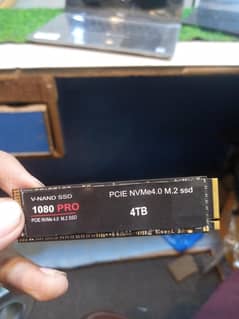 V-NAND SSD
1080 PRO
PCIE NVMe4.0 M.2 SSD
PCIE NVMe4.0 M.2 ssd
4TB